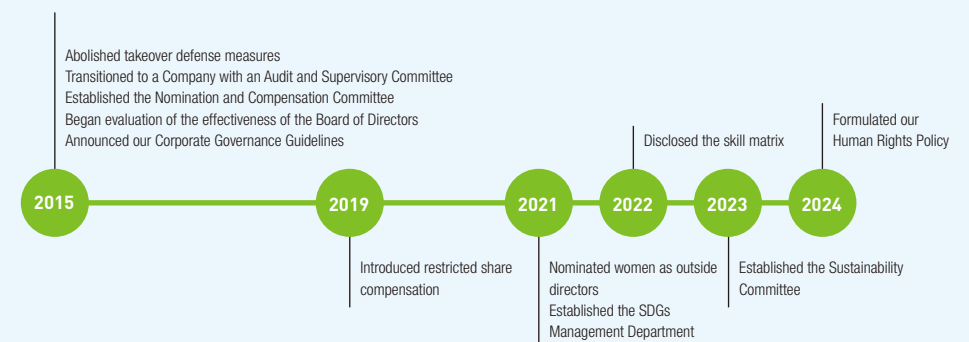 Abolished takeover defense measures
Transitioned to a Company with an Audit and Supervisory Committee
Established the Nomination and Compensation Committee
Began evaluation of the effectiveness of the Board of Directors
Announced our Corporate Governance Guidelines
Disclosed the skill matrix
Formulated our
Human Rights Policy
2015
2019
2021
2022
2023
2024
Introduced restricted share
compensation
Nominated women as outside
directors
Established the SDGs
Management Department
Established the Sustainability
Committee